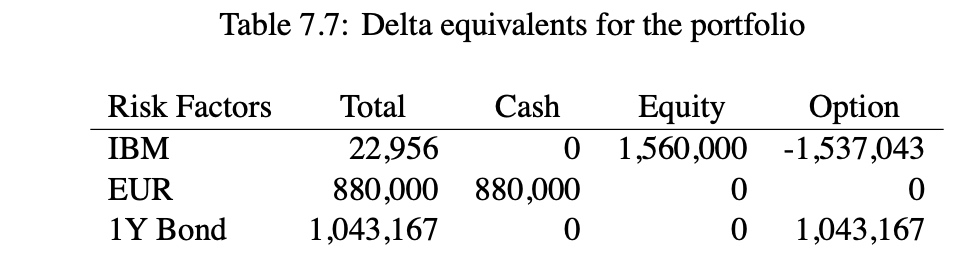 Table 7.7: Delta equivalents for the portfolio
Risk Factors Total Cash Equity Option
IBM 22,956 0 1,560,000 -1,537,043
EUR 880,000 880,000 0 0
1Y Bond 1,043,167 0 0 1,043,167